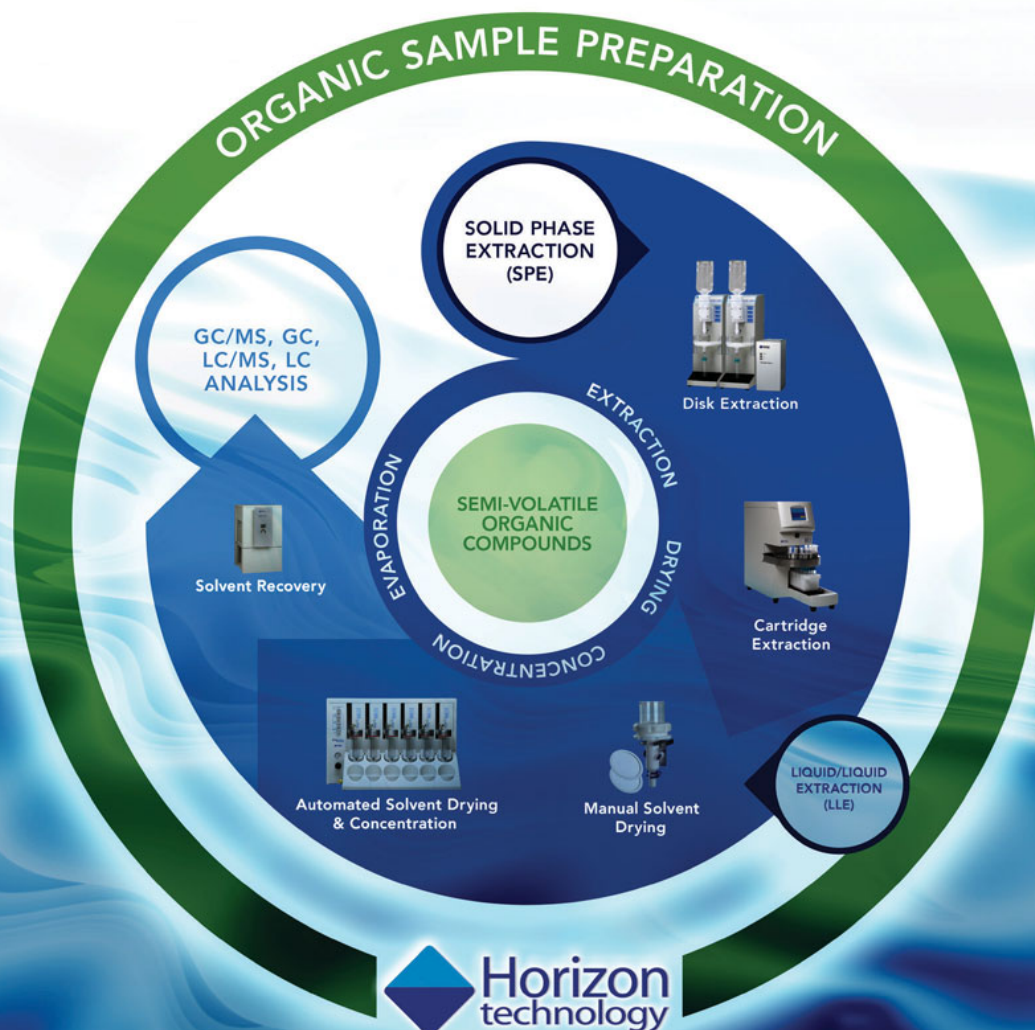 ORGANIC SAMPLE PREPARATION
SOLID PHASE
EXTRACTION
(SPE)
GC/MS, GC,
LC/MS, LC
ANALYSIS
Disk Extraction
EXTRACTION
DRYING
CONCENTRATION
EVAPORATION
SEMI-VOLATILE
ORGANIC
COMPOUNDS
Solvent Recovery
Cartridge
Extraction
LIQUID/LIQUID
EXTRACTION
(LLE)
Manual Solvent
Drying
Automated Solvent Drying
& Concentration
Horizon
technology